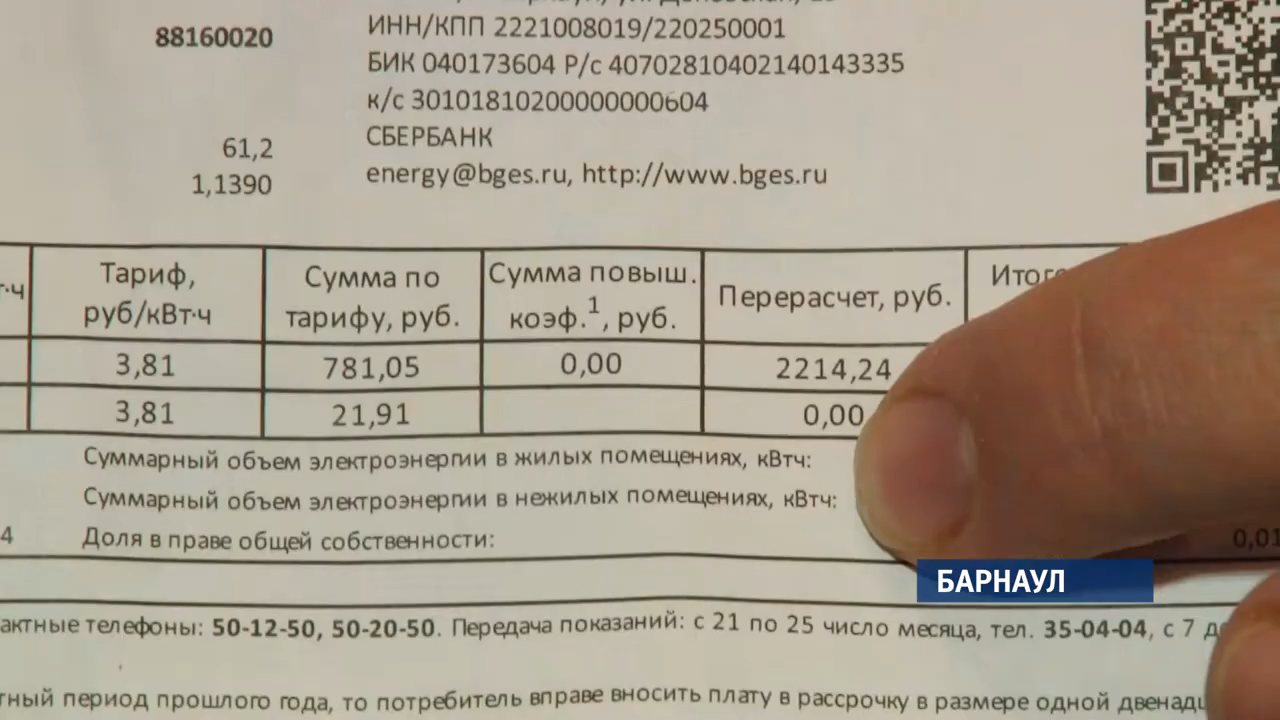 88160020
ИНН/КПП 2221008019/220250001
БИК 040173604 Р/с 40702810402140143335
к/с 30101810200000000604
61,2
СБЕРБАНК
1,1390
energy@bges.ru, http://www.bges.ru
Тариф, руб/кВт·ч
Сумма по тарифу, руб.
Сумма повыш. коэф.¹, руб.
Перерасчет, руб.
3,81 781,05 0,00 2214,24
3,81 21,91 0,00
Суммарный объем электроэнергии в жилых помещениях, кВтч:
Суммарный объем электроэнергии в нежилых помещениях, кВтч:
4 Доля в праве общей собственности: 0,01
телефоны: 50-12-50, 50-20-50. Передача показаний: с 21 по 25 число месяца, тел. 35-04-04, с 7
период прошлого года, то потребитель вправе вносить плату в рассрочку в размере одной
БАРНАУЛ